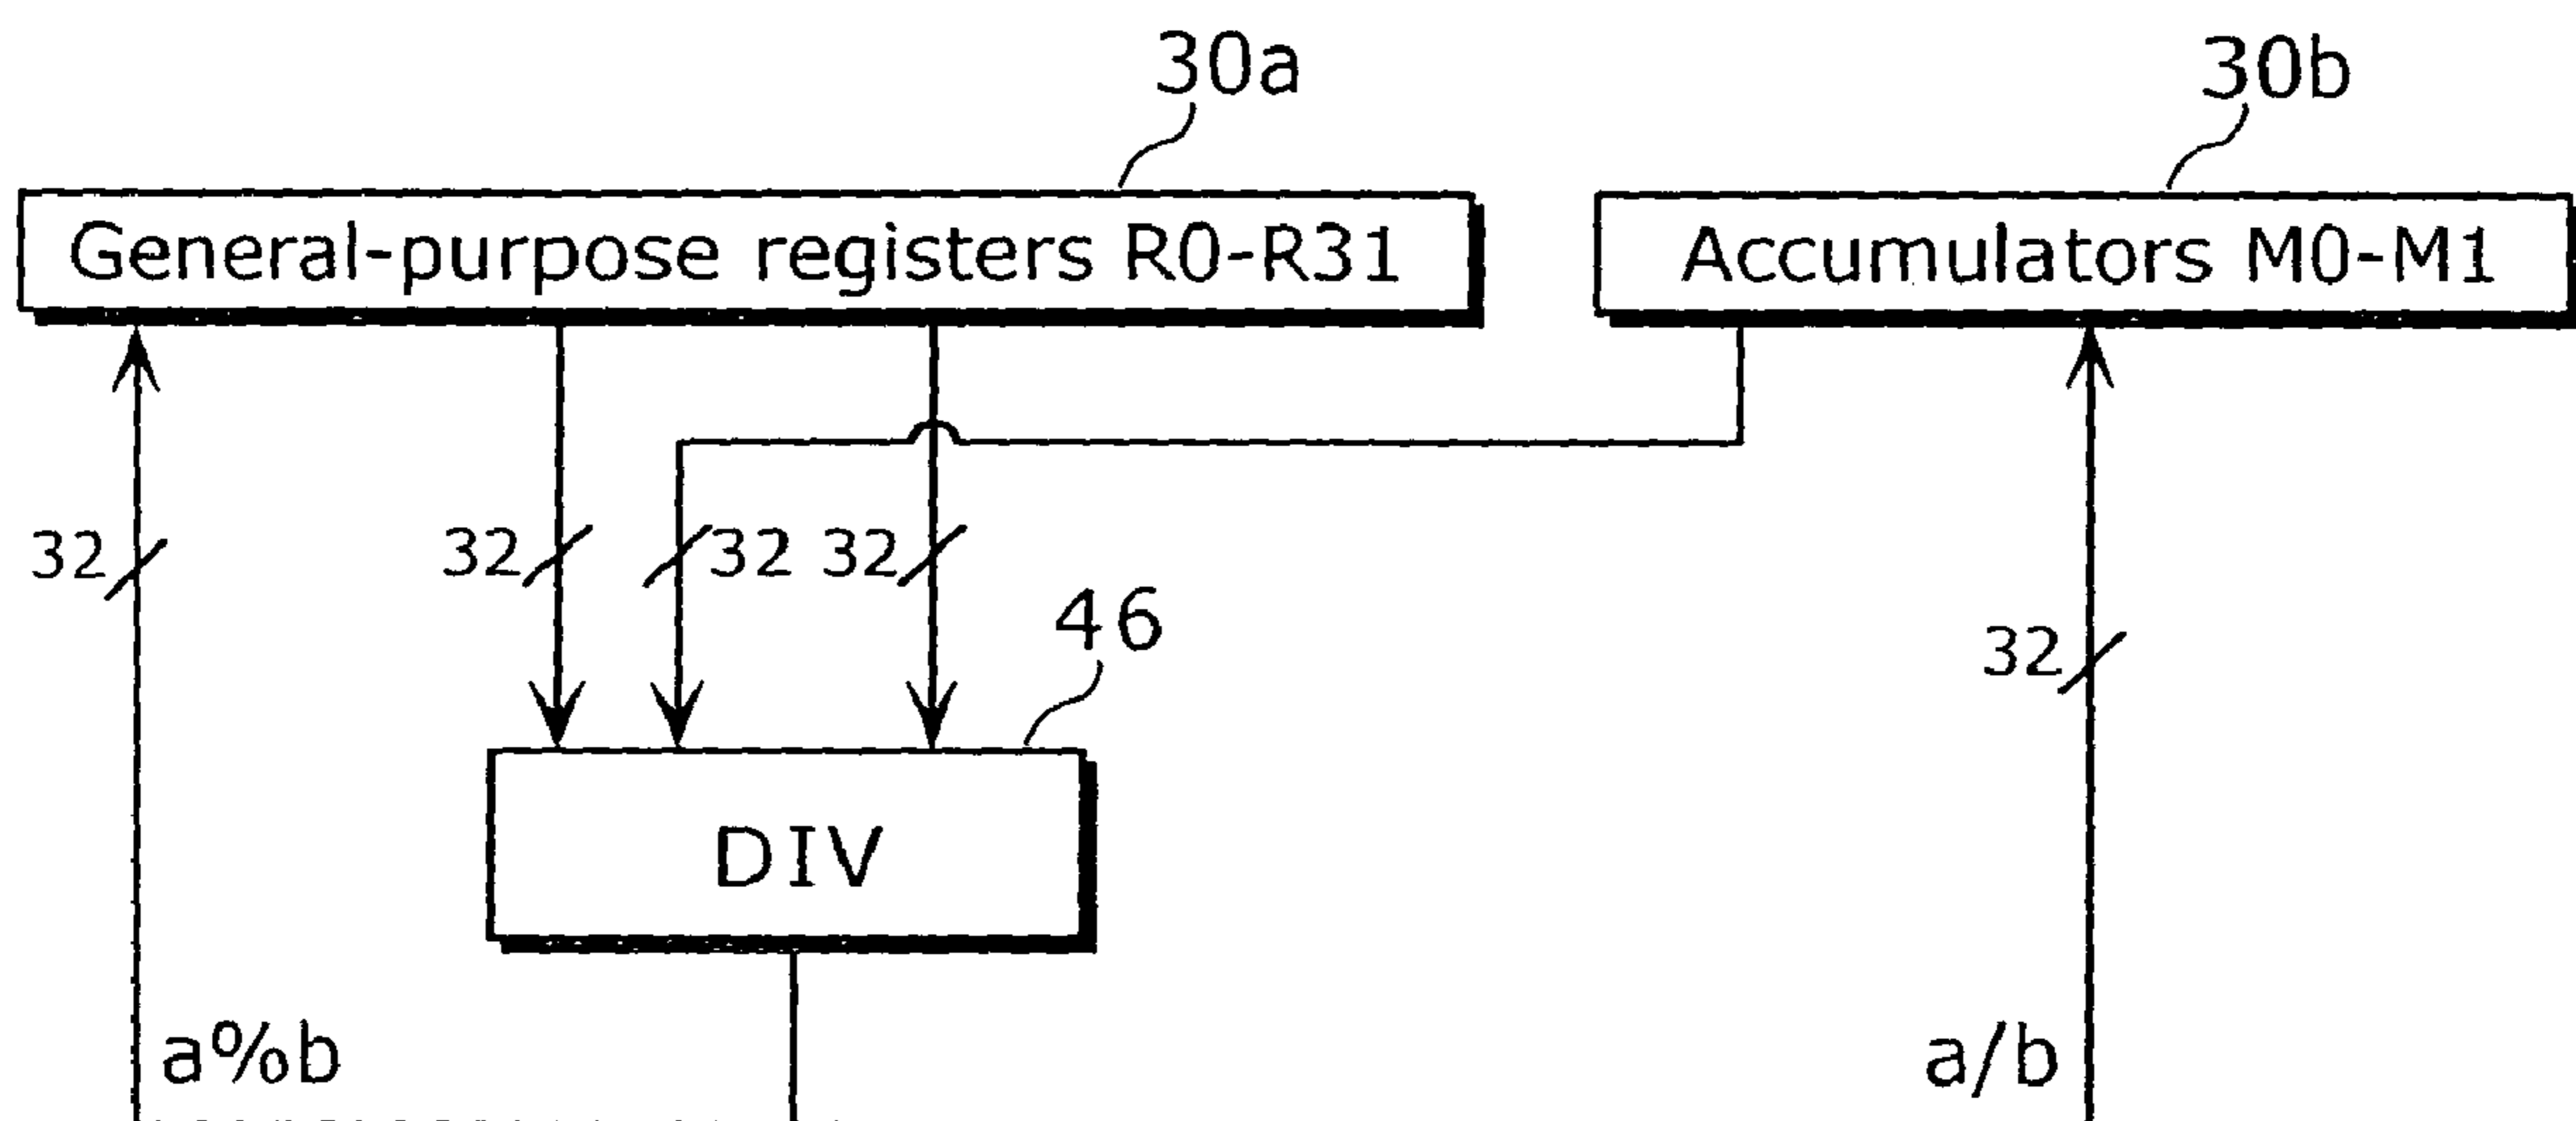 30a
30b
General-purpose registers R0-R31
Accumulators M0-M1
32
32
32
32
46
32
DIV
a%b
a/b